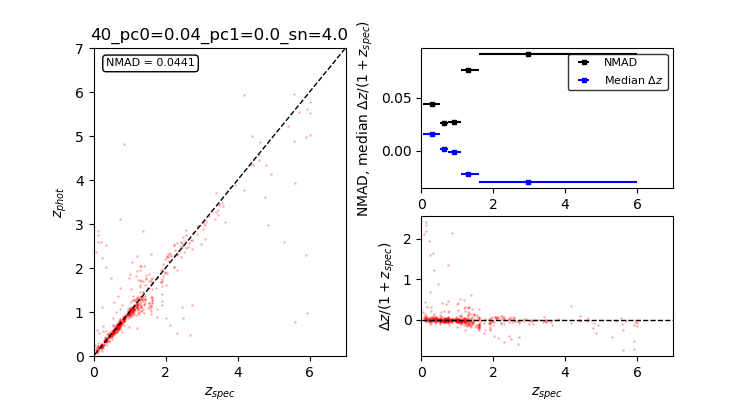 40_pc0=0.04_pc1=0.0_sn=4.0
NMAD = 0.0441
7
6
5
4
3
2
1
0
z_phot
0 2 4 6
z_spec
NMAD, median Δz/(1 + z_spec)
0.05
0.00
NMAD
Median Δz
0 2 4 6
Δz/(1 + z_spec)
2
1
0
0 2 4 6
z_spec